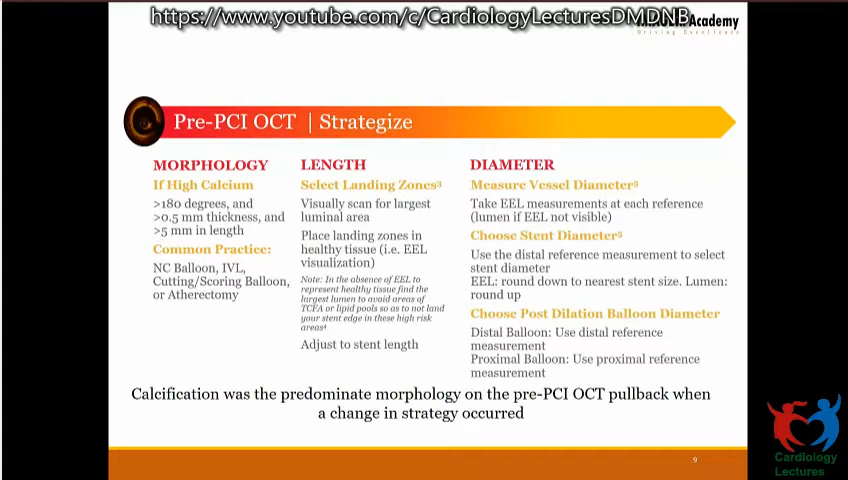 https://www.youtube.com/c/CardiologyLecturesDMDNB
Academy
Driving Excellence
Pre-PCI OCT | Strategize
MORPHOLOGY
If High Calcium
>180 degrees, and
>0.5 mm thickness, and
>5 mm in length
Common Practice:
NC Balloon, IVL,
Cutting/Scoring Balloon,
or Atherectomy
LENGTH
Select Landing Zones³
Visually scan for largest
luminal area
Place landing zones in
healthy tissue (i.e. EEL
visualization)
Note: In the absence of EEL to
represent healthy tissue find the
largest lumen to avoid areas of
TCFA or lipid pools so as to not land
your stent edge in these high risk
areas⁴
Adjust to stent length
DIAMETER
Measure Vessel Diameter⁵
Take EEL measurements at each reference
(lumen if EEL not visible)
Choose Stent Diameter⁵
Use the distal reference measurement to select
stent diameter
EEL: round down to nearest stent size. Lumen:
round up
Choose Post Dilation Balloon Diameter
Distal Balloon: Use distal reference
measurement
Proximal Balloon: Use proximal reference
measurement
Calcification was the predominate morphology on the pre-PCI OCT pullback when
a change in strategy occurred
9
Cardiology
Lectures